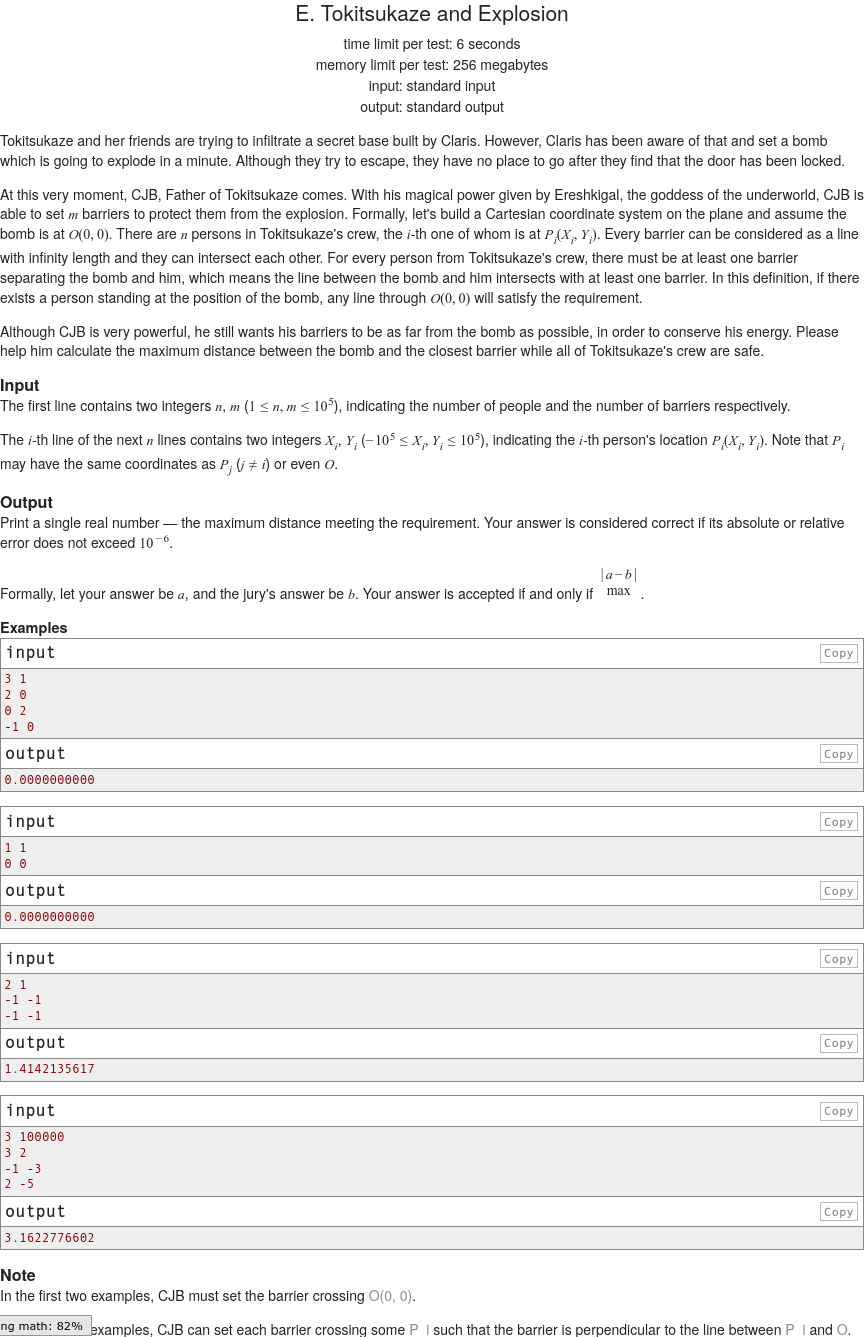 E. Tokitsukaze and Explosion
time limit per test: 6 seconds
memory limit per test: 256 megabytes
input: standard input
output: standard output
Tokitsukaze and her friends are trying to infiltrate a secret base built by Claris. However, Claris has been aware of that and set a bomb
which is going to explode in a minute. Although they try to escape, they have no place to go after they find that the door has been locked.
At this very moment, CJB, Father of Tokitsukaze comes. With his magical power given by Ereshkigal, the goddess of the underworld, CJB is
able to set m barriers to protect them from the explosion. Formally, let's build a Cartesian coordinate system on the plane and assume the
bomb is at O(0, 0). There are n persons in Tokitsukaze's crew, the i-th one of whom is at P_i(X_i, Y_i). Every barrier can be considered as a line
with infinity length and they can intersect each other. For every person from Tokitsukaze's crew, there must be at least one barrier
separating the bomb and him, which means the line between the bomb and him intersects with at least one barrier. In this definition, if there
exists a person standing at the position of the bomb, any line through O(0, 0) will satisfy the requirement.
Although CJB is very powerful, he still wants his barriers to be as far from the bomb as possible, in order to conserve his energy. Please
help him calculate the maximum distance between the bomb and the closest barrier while all of Tokitsukaze's crew are safe.
Input
The first line contains two integers n, m (1 ≤ n, m ≤ 10^5), indicating the number of people and the number of barriers respectively.
The i-th line of the next n lines contains two integers X_i, Y_i (−10^5 ≤ X_i, Y_i ≤ 10^5), indicating the i-th person's location P_i(X_i, Y_i). Note that P_i
may have the same coordinates as P_j (j ≠ i) or even O.
Output
Print a single real number — the maximum distance meeting the requirement. Your answer is considered correct if its absolute or relative
error does not exceed 10^−6.
Formally, let your answer be a, and the jury's answer be b. Your answer is accepted if and only if |a−b| max .
Examples
input
Copy
3 1
2 0
0 2
-1 0
output
Copy
0.0000000000
input
Copy
1 1
0 0
output
Copy
0.0000000000
input
Copy
2 1
-1 -1
-1 -1
output
Copy
1.4142135617
input
Copy
3 100000
3 2
-1 -3
2 -5
output
Copy
3.1622776602
Note
In the first two examples, CJB must set the barrier crossing O(0, 0).
ng math: 82%
examples, CJB can set each barrier crossing some P_i such that the barrier is perpendicular to the line between P_i and O.